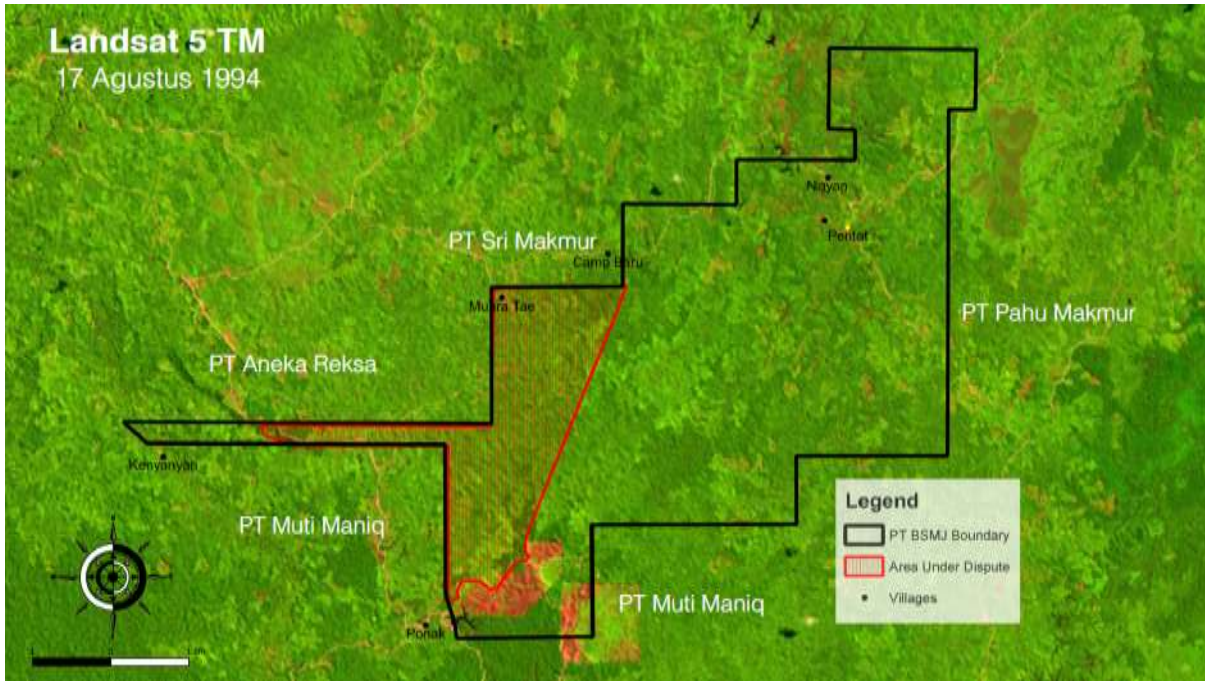 Landsat 5 TM
17 Agustus 1994
Nayan
Pentat
PT Sri Makmur
Camp Baru
Muara Tae
PT Pahu Makmur
PT Aneka Reksa
Kenyanyan
PT Muti Maniq
Legend
PT BSMJ Boundary
Area Under Dispute
Villages
PT Muti Maniq
Ponak